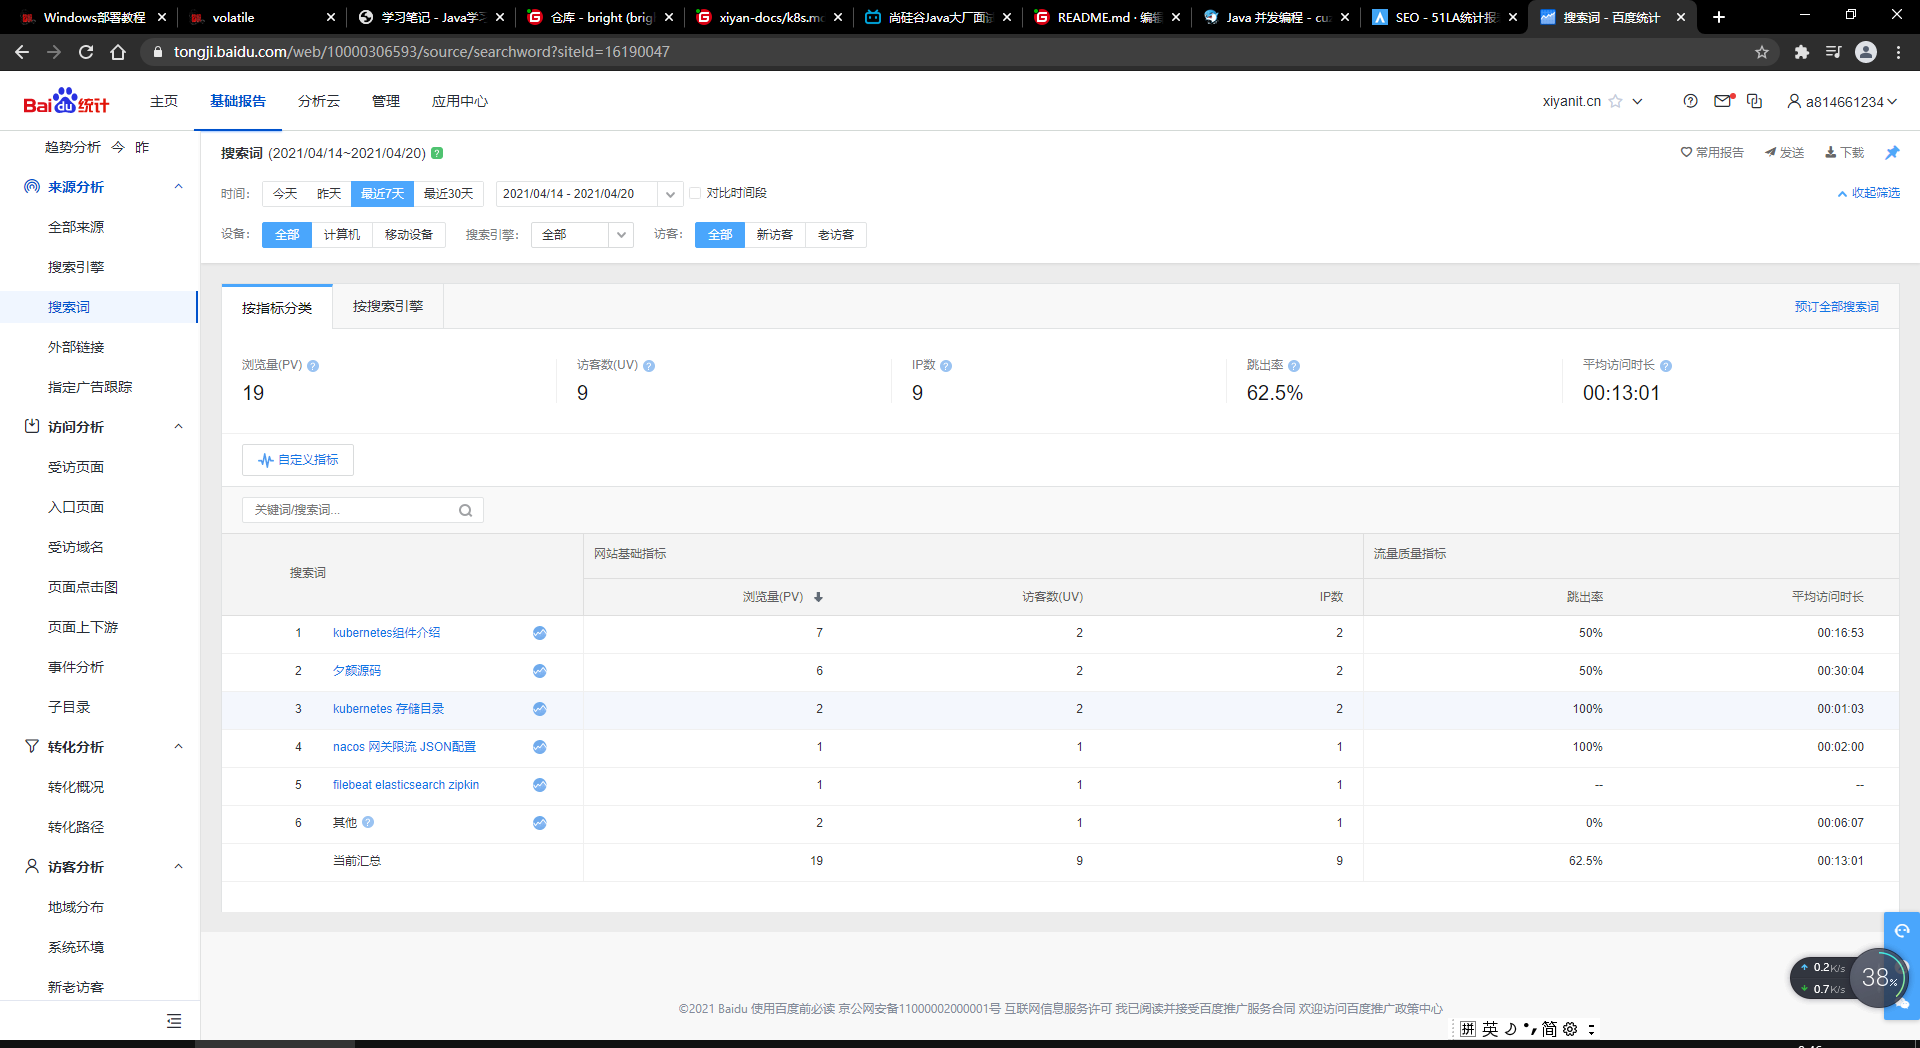 Windows部署教程
volatile
学习笔记 - Java学习
仓库 - bright (brig
xiyan-docs/k8s.m
尚硅谷Java大厂面试
README.md · 编辑
Java 并发编程 - cu
SEO - 51LA统计报
搜索词 - 百度统计
tongji.baidu.com/web/10000306593/source/searchword?siteId=16190047
Bai du 统计 主页 基础报告 分析云 管理 应用中心 xiyanit.cn a814661234
趋势分析 今 昨
来源分析
全部来源
搜索引擎
搜索词
外部链接
指定广告跟踪
访问分析
受访页面
入口页面
受访域名
页面点击图
页面上下游
事件分析
子目录
转化分析
转化概况
转化路径
访客分析
地域分布
系统环境
新老访客
搜索词 (2021/04/14~2021/04/20) ? 常用报告 发送 下载
时间: 今天 昨天 最近7天 最近30天 2021/04/14 - 2021/04/20 对比时间段 收起筛选
设备: 全部 计算机 移动设备 搜索引擎: 全部 访客: 全部 新访客 老访客
按指标分类 按搜索引擎 预订全部搜索词
浏览量(PV) ? 访客数(UV) ? IP数 ? 跳出率 ? 平均访问时长 ?
19 9 9 62.5% 00:13:01
自定义指标
关键词/搜索词...
搜索词 网站基础指标 流量质量指标
浏览量(PV) 访客数(UV) IP数 跳出率 平均访问时长
1 kubernetes组件介绍 7 2 2 50% 00:16:53
2 夕颜源码 6 2 2 50% 00:30:04
3 kubernetes 存储目录 2 2 2 100% 00:01:03
4 nacos 网关限流 JSON配置 1 1 1 100% 00:02:00
5 filebeat elasticsearch zipkin 1 1 1 -- --
6 其他 ? 2 1 1 0% 00:06:07
当前汇总 19 9 9 62.5% 00:13:01
0.2K/s
0.7K/s
38%
©2021 Baidu 使用百度前必读 京公网安备11000002000001号 互联网信息服务许可 我已阅读并接受百度推广服务合同 欢迎访问百度推广政策中心
拼 英 简